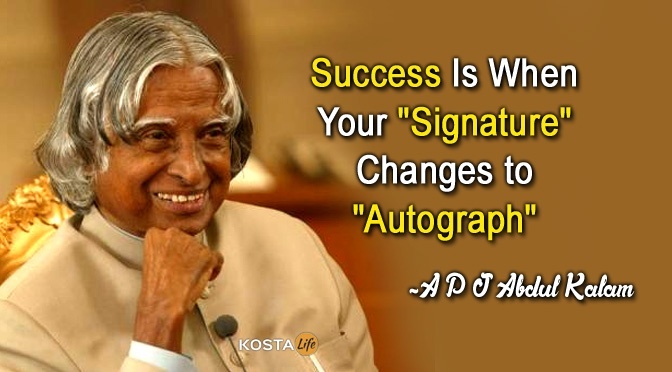 Success Is When
Your "Signature"
Changes to
"Autograph"
~A P J Abdul Kalam
KOSTA Life